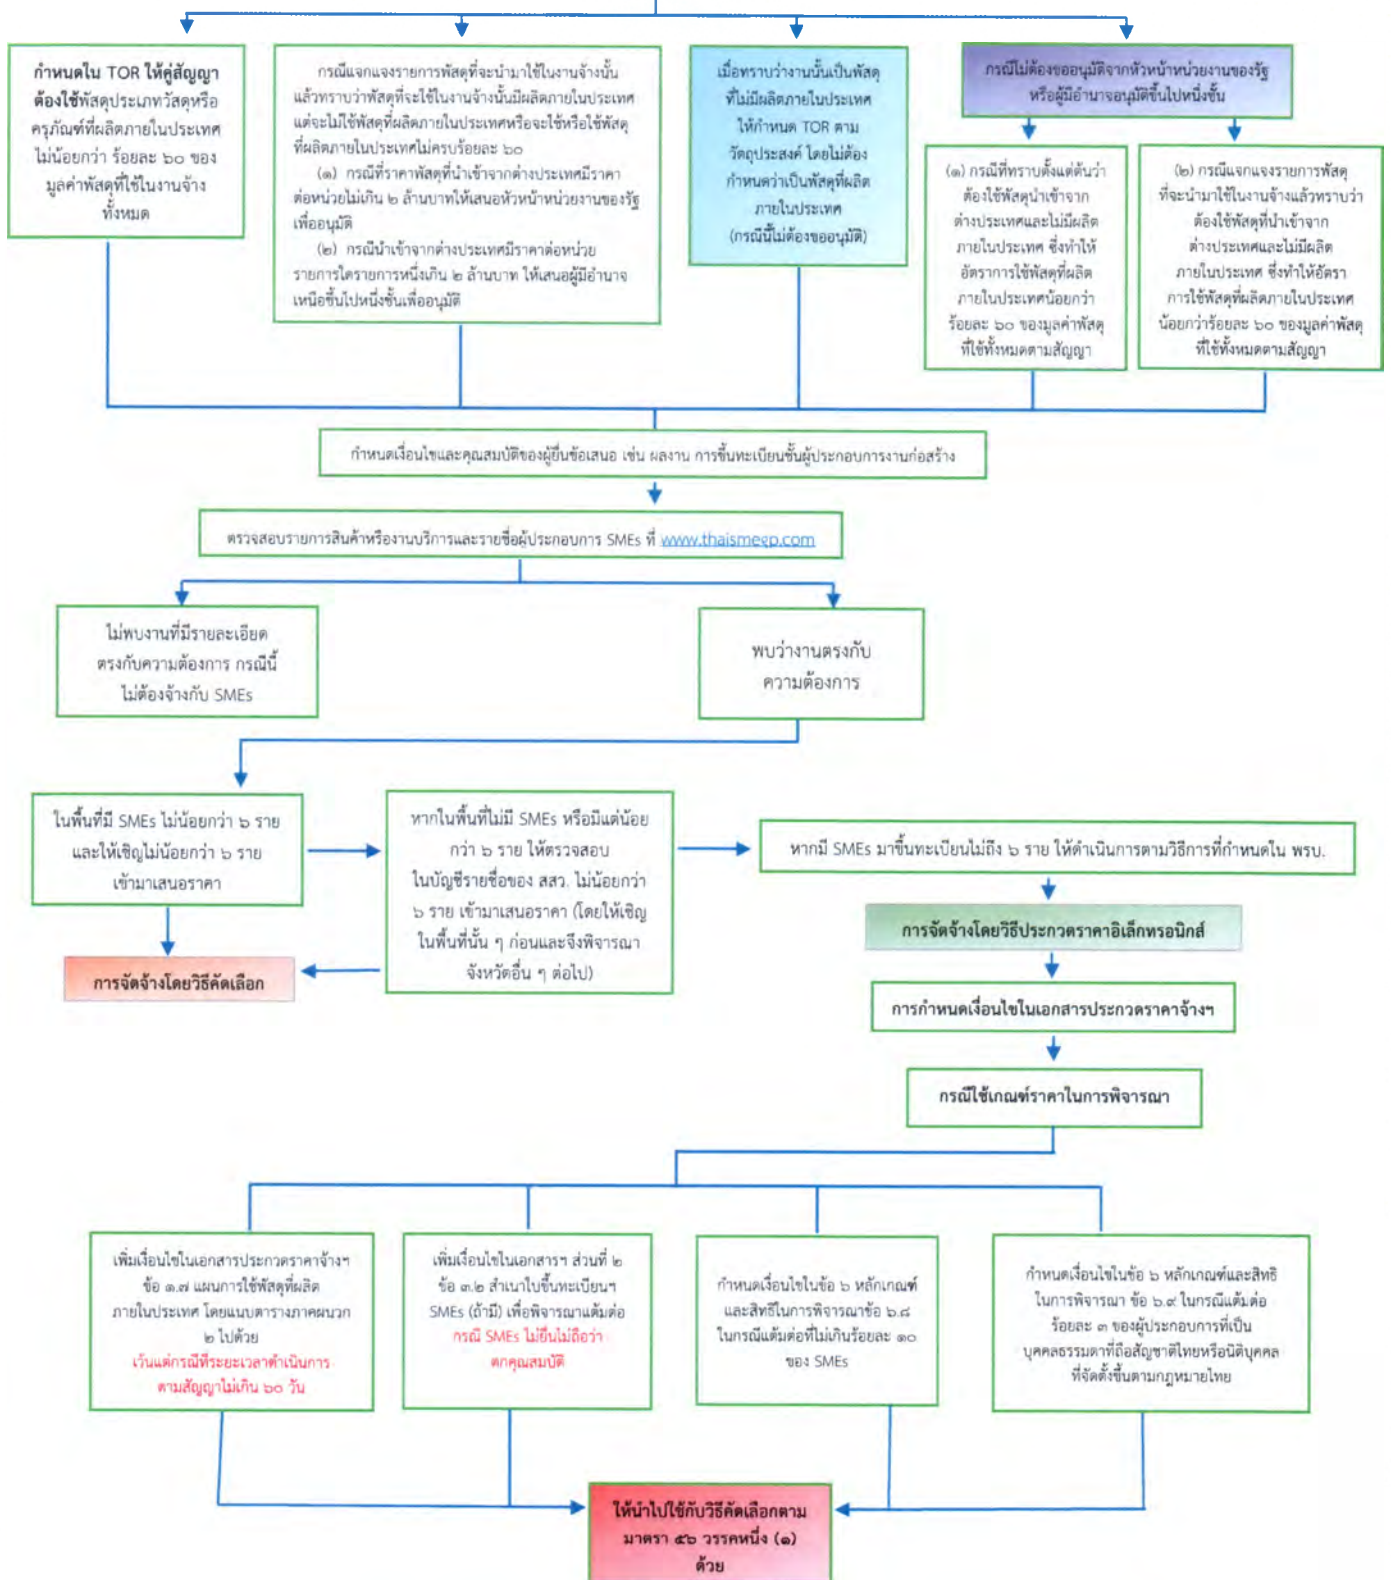 กำหนดใน TOR ให้คู่สัญญา
ต้องใช้พัสดุประเภทวัสดุหรือ
ครุภัณฑ์ที่ผลิตภายในประเทศ
ไม่น้อยกว่า ร้อยละ ๖๐ ของ
มูลค่าพัสดุที่ใช้ในงานจ้าง
ทั้งหมด
กรณีแจกแจงรายการพัสดุที่จะนำมาใช้ในงานจ้างนั้น
แล้วทราบว่าพัสดุที่จะใช้ในงานจ้างนั้นมีผลิตภายในประเทศ
แต่จะไม่ใช้พัสดุที่ผลิตภายในประเทศหรือจะใช้หรือใช้พัสดุ
ที่ผลิตภายในประเทศไม่ครบร้อยละ ๖๐
(๑) กรณีที่ราคาพัสดุที่นำเข้าจากต่างประเทศมีราคา
ต่อหน่วยไม่เกิน ๒ ล้านบาทให้เสนอหัวหน้าหน่วยงานของรัฐ
เพื่ออนุมัติ
(๒) กรณีนำเข้าจากต่างประเทศมีราคาต่อหน่วย
รายการใดรายการหนึ่งเกิน ๒ ล้านบาท ให้เสนอผู้มีอำนาจ
เหนือขึ้นไปหนึ่งชั้นเพื่ออนุมัติ
เมื่อทราบว่างานนั้นเป็นพัสดุ
ที่ไม่มีผลิตภายในประเทศ
ให้กำหนด TOR ตาม
วัตถุประสงค์ โดยไม่ต้อง
กำหนดว่าเป็นพัสดุที่ผลิต
ภายในประเทศ
(กรณีนี้ไม่ต้องขออนุมัติ)
กรณีไม่ต้องขออนุมัติจากหัวหน้าหน่วยงานของรัฐ
หรือผู้มีอำนาจอนุมัติขึ้นไปหนึ่งชั้น
(๑) กรณีที่ทราบตั้งแต่ต้นว่า
ต้องใช้พัสดุนำเข้าจาก
ต่างประเทศและไม่มีผลิต
ภายในประเทศ ซึ่งทำให้
อัตราการใช้พัสดุที่ผลิต
ภายในประเทศน้อยกว่า
ร้อยละ ๖๐ ของมูลค่าพัสดุ
ที่ใช้ทั้งหมดตามสัญญา
(๒) กรณีแจกแจงรายการพัสดุ
ที่จะนำมาใช้ในงานจ้างแล้วทราบว่า
ต้องใช้พัสดุที่นำเข้าจาก
ต่างประเทศและไม่มีผลิต
ภายในประเทศ ซึ่งทำให้อัตรา
การใช้พัสดุที่ผลิตภายในประเทศ
น้อยกว่าร้อยละ ๖๐ ของมูลค่าพัสดุ
ที่ใช้ทั้งหมดตามสัญญา
กำหนดเงื่อนไขและคุณสมบัติของผู้ยื่นข้อเสนอ เช่น ผลงาน การขึ้นทะเบียนชั้นผู้ประกอบการงานก่อสร้าง
ตรวจสอบรายการสินค้าหรืองานบริการและรายชื่อผู้ประกอบการ SMEs ที่ www.thaismegp.com
ไม่พบงานที่มีรายละเอียด
ตรงกับความต้องการ กรณีนี้
ไม่ต้องจ้างกับ SMEs
พบว่างานตรงกับ
ความต้องการ
ในพื้นที่มี SMEs ไม่น้อยกว่า ๖ ราย
และให้เชิญไม่น้อยกว่า ๖ ราย
เข้ามาเสนอราคา
หากในพื้นที่ไม่มี SMEs หรือมีแต่น้อย
กว่า ๖ ราย ให้ตรวจสอบ
ในบัญชีรายชื่อของ สสว. ไม่น้อยกว่า
๖ ราย เข้ามาเสนอราคา (โดยให้เชิญ
ในพื้นที่นั้น ๆ ก่อนและจึงพิจารณา
จังหวัดอื่น ๆ ต่อไป)
หากมี SMEs มาขึ้นทะเบียนไม่ถึง ๖ ราย ให้ดำเนินการตามวิธีการที่กำหนดใน พรบ.
การจัดจ้างโดยวิธีคัดเลือก
การจัดจ้างโดยวิธีประกวดราคาอิเล็กทรอนิกส์
การกำหนดเงื่อนไขในเอกสารประกวดราคาจ้างฯ
กรณีใช้เกณฑ์ราคาในการพิจารณา
เพิ่มเงื่อนไขในเอกสารประกวดราคาจ้างฯ
ข้อ ๑.๗ แผนการใช้พัสดุที่ผลิต
ภายในประเทศ โดยแนบตารางภาคผนวก
๒ ไปด้วย
เว้นแต่กรณีที่ระยะเวลาดำเนินการ
ตามสัญญาไม่เกิน ๖๐ วัน
เพิ่มเงื่อนไขในเอกสารฯ ส่วนที่ ๒
ข้อ ๓.๒ สำเนาใบขึ้นทะเบียนฯ
SMEs (ถ้ามี) เพื่อพิจารณาแต้มต่อ
กรณี SMEs ไม่ยื่นไม่ถือว่า
ตกคุณสมบัติ
กำหนดเงื่อนไขในข้อ ๖ หลักเกณฑ์
และสิทธิในการพิจารณาข้อ ๖.๘
ในกรณีแต้มต่อที่ไม่เกินร้อยละ ๑๐
ของ SMEs
กำหนดเงื่อนไขในข้อ ๖ หลักเกณฑ์และสิทธิ
ในการพิจารณา ข้อ ๖.๙ ในกรณีแต้มต่อ
ร้อยละ ๓ ของผู้ประกอบการที่เป็น
บุคคลธรรมดาที่ถือสัญชาติไทยหรือนิติบุคคล
ที่จัดตั้งขึ้นตามกฎหมายไทย
ให้นำไปใช้กับวิธีคัดเลือกตาม
มาตรา ๕๖ วรรคหนึ่ง (๑)
ด้วย